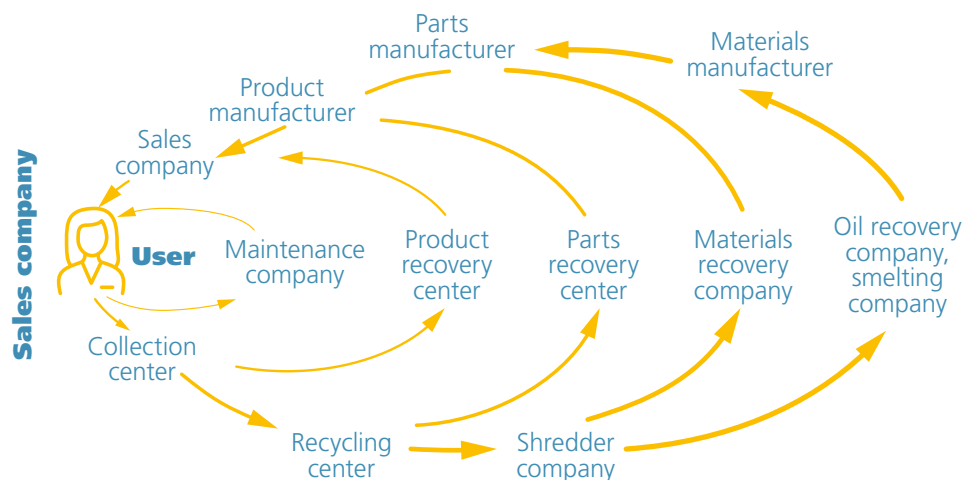 Parts
manufacturer
Materials
manufacturer
Product
manufacturer
Sales
company
Sales company
User
Maintenance
company
Product
recovery
center
Parts
recovery
center
Materials
recovery
company
Oil recovery
company,
smelting
company
Collection
center
Recycling
center
Shredder
company